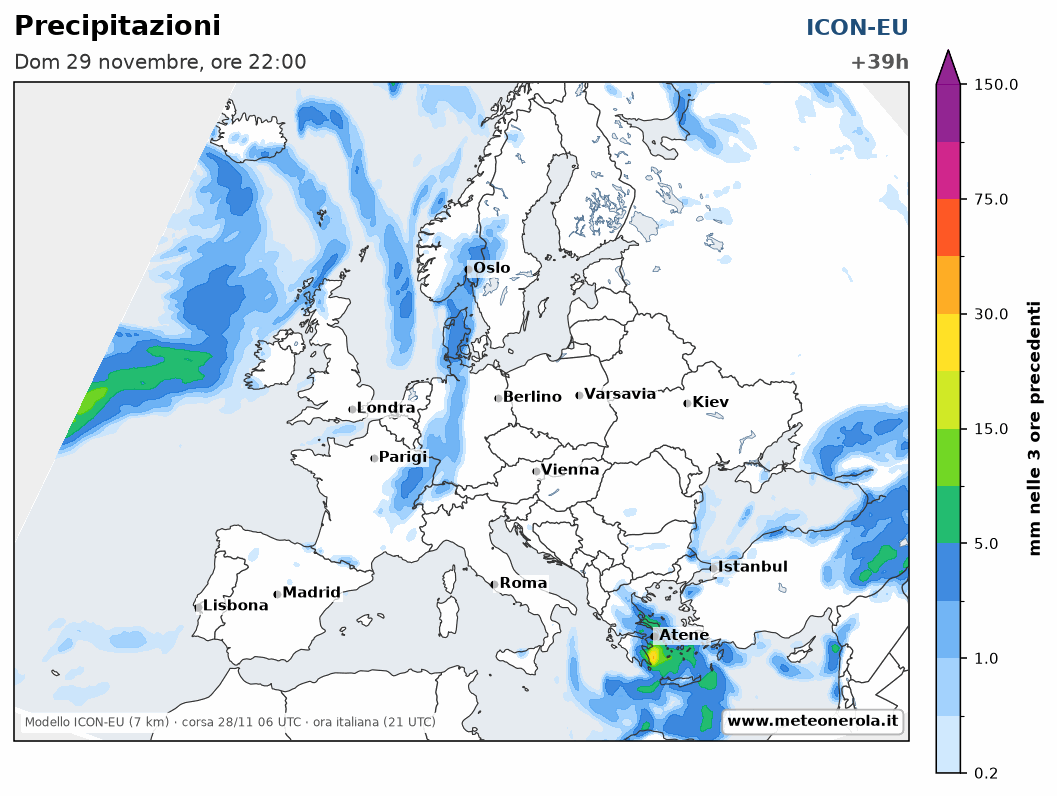 Precipitazioni
ICON-EU
Dom 29 novembre, ore 22:00
+39h
150.0
75.0
30.0
15.0
5.0
1.0
0.2
mm nelle 3 ore precedenti
Oslo
Berlino
Varsavia
Kiev
Londra
Parigi
Vienna
Istanbul
Roma
Madrid
Lisbona
Atene
Modello ICON-EU (7 km) · corsa 28/11 06 UTC · ora italiana (21 UTC)
www.meteonerola.it